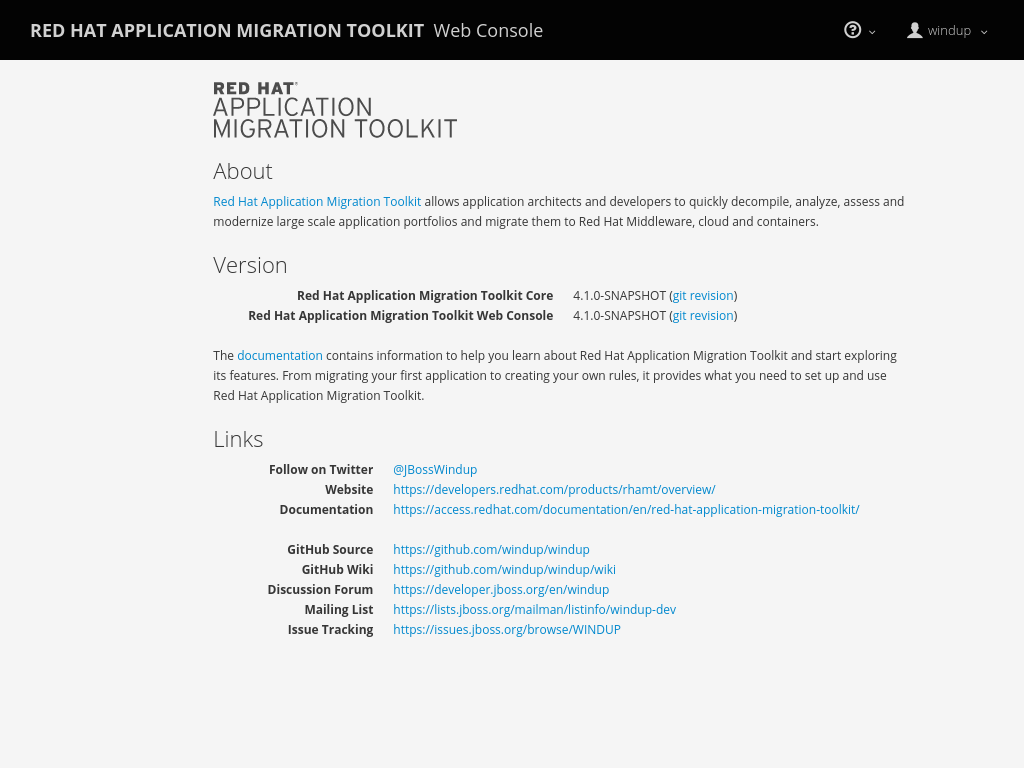 RED HAT APPLICATION MIGRATION TOOLKIT Web Console
windup
RED HAT
APPLICATION
MIGRATION TOOLKIT
About
Red Hat Application Migration Toolkit allows application architects and developers to quickly decompile, analyze, assess and
modernize large scale application portfolios and migrate them to Red Hat Middleware, cloud and containers.
Version
Red Hat Application Migration Toolkit Core 4.1.0-SNAPSHOT (git revision)
Red Hat Application Migration Toolkit Web Console 4.1.0-SNAPSHOT (git revision)
The documentation contains information to help you learn about Red Hat Application Migration Toolkit and start exploring
its features. From migrating your first application to creating your own rules, it provides what you need to set up and use
Red Hat Application Migration Toolkit.
Links
Follow on Twitter @JBossWindup
Website https://developers.redhat.com/products/rhamt/overview/
Documentation https://access.redhat.com/documentation/en/red-hat-application-migration-toolkit/
GitHub Source https://github.com/windup/windup
GitHub Wiki https://github.com/windup/windup/wiki
Discussion Forum https://developer.jboss.org/en/windup
Mailing List https://lists.jboss.org/mailman/listinfo/windup-dev
Issue Tracking https://issues.jboss.org/browse/WINDUP